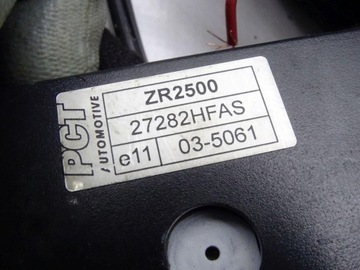 PCT
AUTOMOTIVE
ZR2500
27282HFAS
e11 03-5061